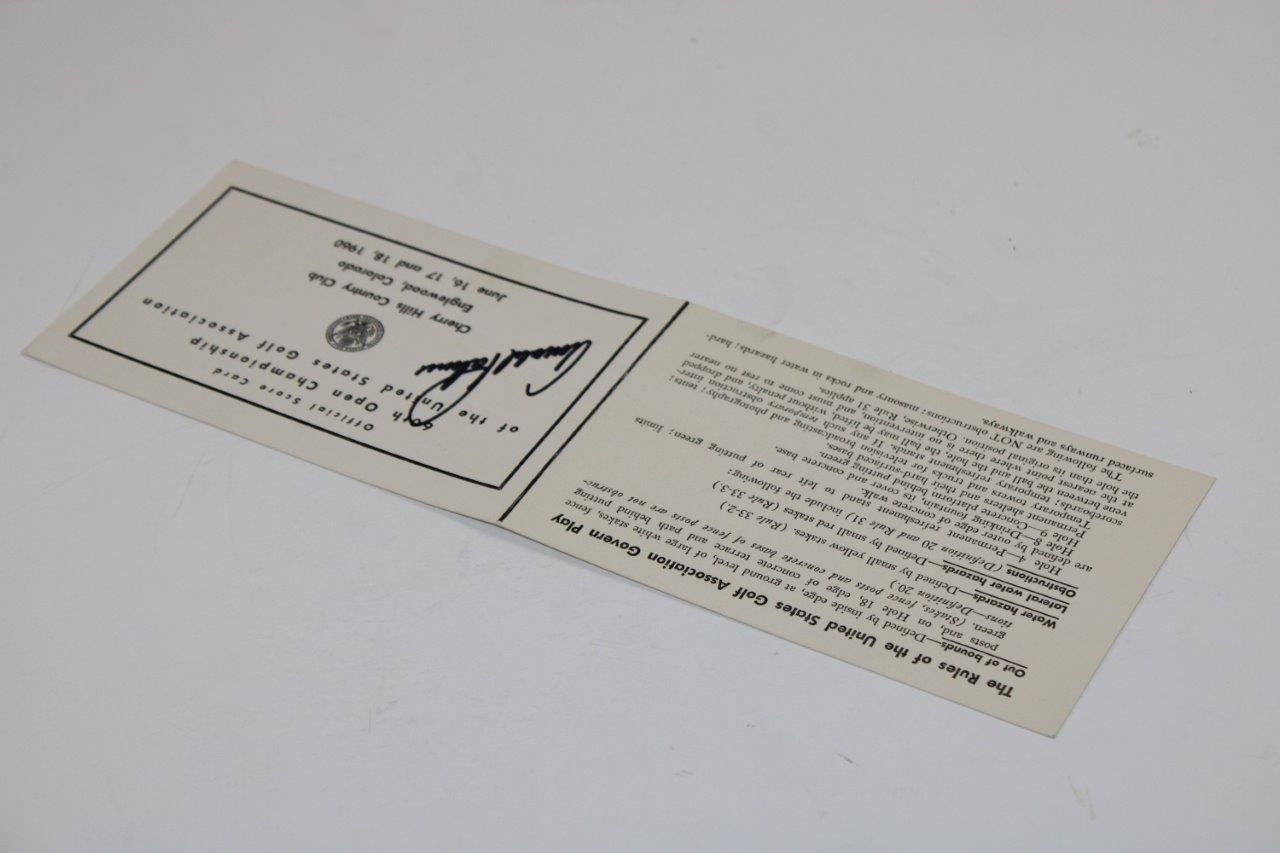 Official Score Card
60th Open Championship
of the United States Golf Association
Cherry Hills Country Club
Englewood, Colorado
June 16, 17 and 18, 1960
Arnold Palmer
The Rules of the United States Golf Association Govern Play
Out of bounds—Defined by inside edge, at ground level, of large white stakes, fence
posts and, on Hole 18, edge of concrete terrace and path behind putting
green. (Stakes, fence posts and concrete bases of fence posts are not obstruc-
tions—Definition 20.)
Water hazards—Defined by small yellow stakes. (Rule 33-2.)
Lateral water hazards—Defined by small red stakes (Rule 33-3.)
Obstructions (Definition 20 and Rule 31) include the following:
Hole 4—Permanent refreshment stand to left rear of putting green; limits
are defined by outer edge of concrete walk.
Hole 8—Drinking fountain, its cover and hard-surfaced concrete base.
Hole 9—Concrete platform behind putting green.
Temporary shelters and trucks for television broadcasting and photography; tents;
scoreboards; temporary refreshment stands. If any such temporary obstruction inter-
venes between the ball and the hole, the ball may be lifted without penalty, and dropped
at the nearest point where no intervention, and must come to rest no nearer
the hole than its original position. Otherwise, Rule 31 applies.
The following are NOT obstructions: masonry and rocks in water hazards; hard-
surfaced runways and walkways.